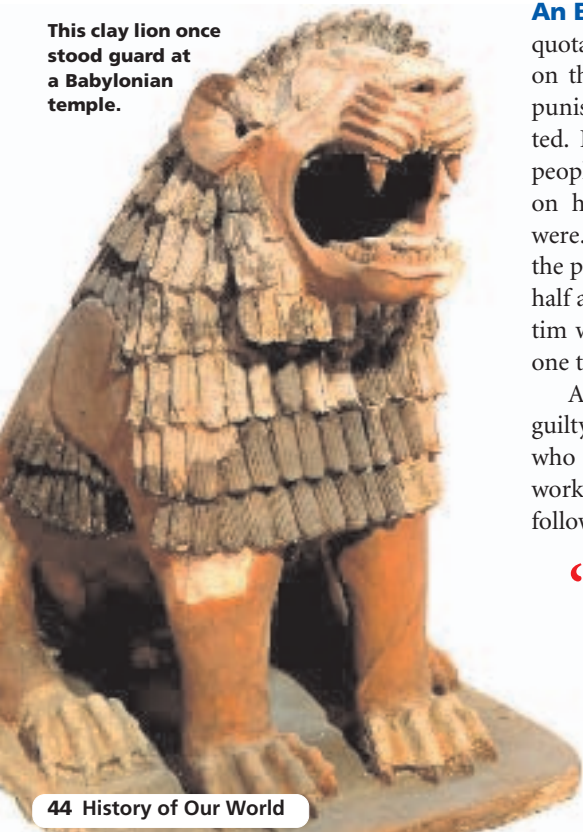 This clay lion once
stood guard at
a Babylonian
temple.
44 History of Our World
An E
quota
on th
punis
ted.
peop
on h
were.
the p
half a
tim
one t
A
guilty
who
work
follow